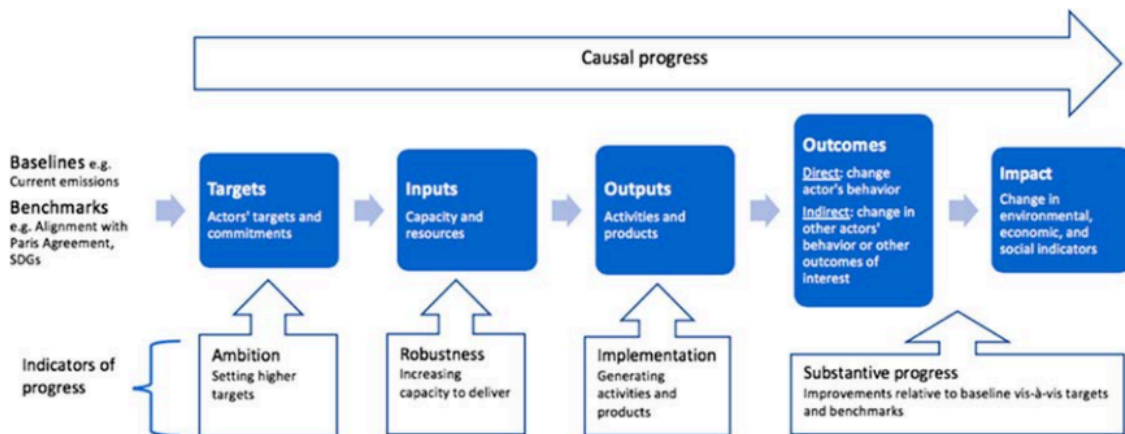 Causal progress
Baselines e.g.
Current emissions
Benchmarks
e.g. Alignment with
Paris Agreement,
SDGs
Targets
Actors' targets and
commitments
Inputs
Capacity and
resources
Outputs
Activities and
products
Outcomes
Direct: change
actor's behavior
Indirect: change in
other actors'
behavior or other
outcomes of
interest
Impact
Change in
environmental,
economic, and
social indicators
Indicators of
progress
Ambition
Setting higher
targets
Robustness
Increasing
capacity to deliver
Implementation
Generating
activities and
products
Substantive progress
Improvements relative to baseline vis-à-vis targets
and benchmarks